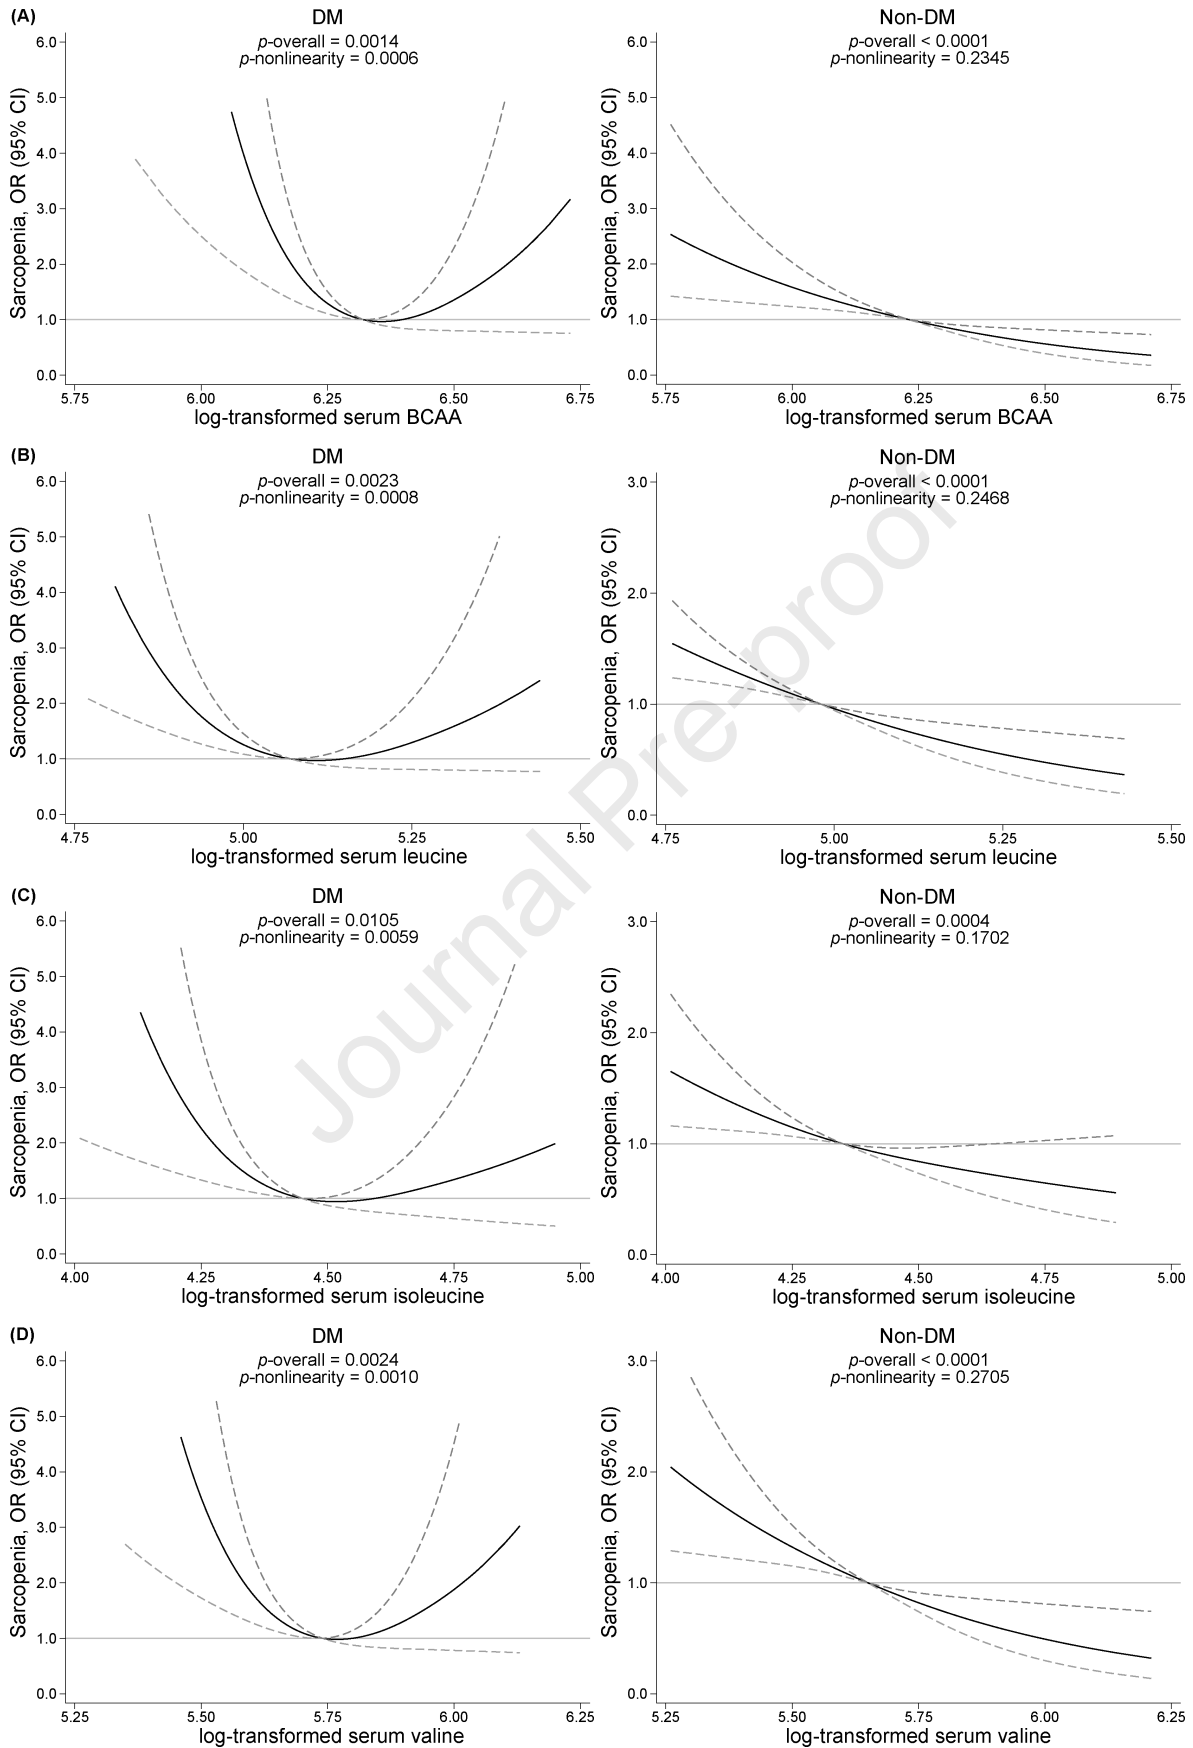 (A)
DM
p-overall = 0.0014
p-nonlinearity = 0.0006
Sarcopenia, OR (95% CI)
6.0
5.0
4.0
3.0
2.0
1.0
0.0
5.75 6.00 6.25 6.50 6.75
log-transformed serum BCAA
Non-DM
p-overall < 0.0001
p-nonlinearity = 0.2345
Sarcopenia, OR (95% CI)
6.0
5.0
4.0
3.0
2.0
1.0
0.0
5.75 6.00 6.25 6.50 6.75
log-transformed serum BCAA
(B)
DM
p-overall = 0.0023
p-nonlinearity = 0.0008
Sarcopenia, OR (95% CI)
6.0
5.0
4.0
3.0
2.0
1.0
0.0
4.75 5.00 5.25 5.50
log-transformed serum leucine
Non-DM
p-overall < 0.0001
p-nonlinearity = 0.2468
Sarcopenia, OR (95% CI)
3.0
2.0
1.0
0.0
4.75 5.00 5.25 5.50
log-transformed serum leucine
(C)
DM
p-overall = 0.0105
p-nonlinearity = 0.0059
Sarcopenia, OR (95% CI)
6.0
5.0
4.0
3.0
2.0
1.0
0.0
4.00 4.25 4.50 4.75 5.00
log-transformed serum isoleucine
Non-DM
p-overall = 0.0004
p-nonlinearity = 0.1702
Sarcopenia, OR (95% CI)
3.0
2.0
1.0
0.0
4.00 4.25 4.50 4.75 5.00
log-transformed serum isoleucine
(D)
DM
p-overall = 0.0024
p-nonlinearity = 0.0010
Sarcopenia, OR (95% CI)
6.0
5.0
4.0
3.0
2.0
1.0
0.0
5.25 5.50 5.75 6.00 6.25
log-transformed serum valine
Non-DM
p-overall < 0.0001
p-nonlinearity = 0.2705
Sarcopenia, OR (95% CI)
3.0
2.0
1.0
0.0
5.25 5.50 5.75 6.00 6.25
log-transformed serum valine
Journal Pre-proof